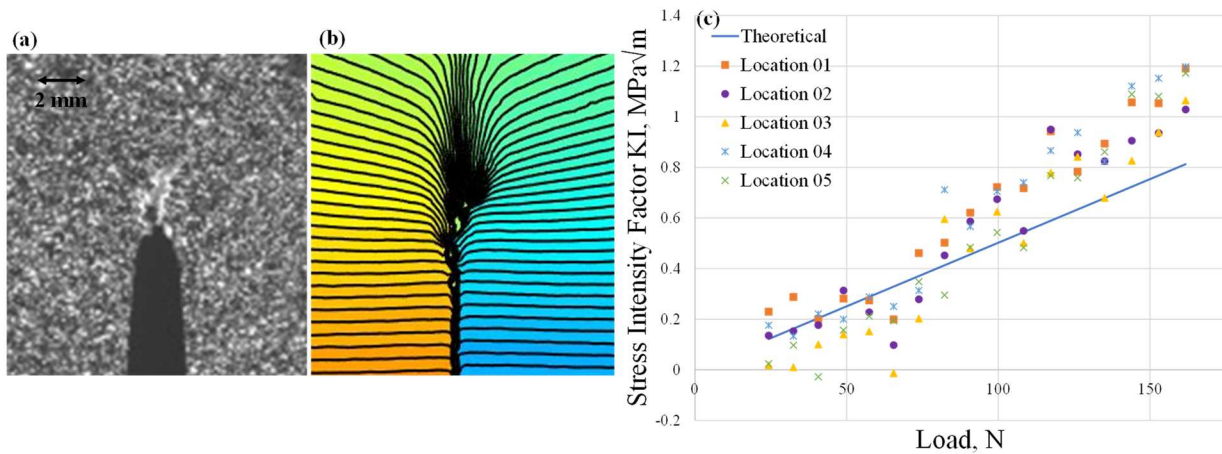 (a)
2 mm
(b)
(c)
Stress Intensity Factor KI, MPa√m
1.4
1.2
1
0.8
0.6
0.4
0.2
0
-0.2
Theoretical
Location 01
Location 02
Location 03
Location 04
Location 05
0
50
100
150
Load, N